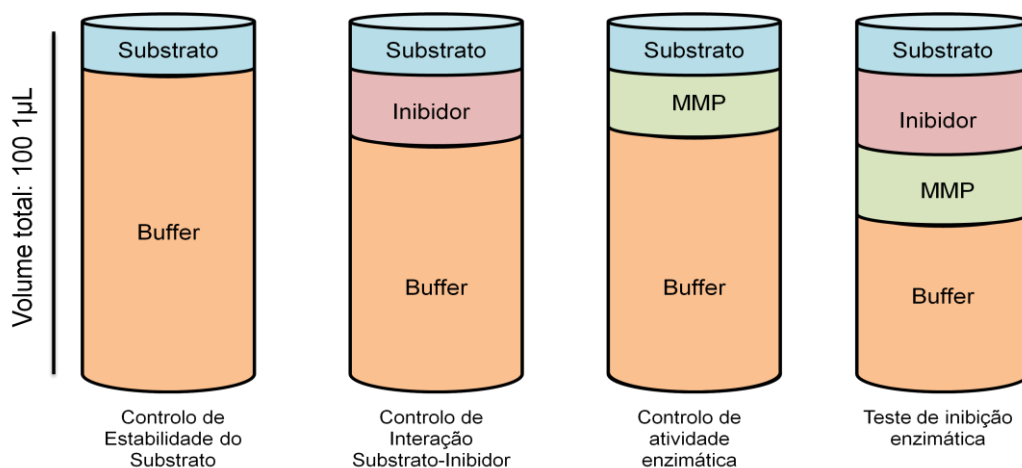 Volume total: 100 1µL
Substrato
Buffer
Controlo de
Estabilidade do
Substrato
Substrato
Inibidor
Buffer
Controlo de
Interação
Substrato-Inibidor
Substrato
MMP
Buffer
Controlo de
atividade
enzimática
Substrato
Inibidor
MMP
Buffer
Teste de inibição
enzimática